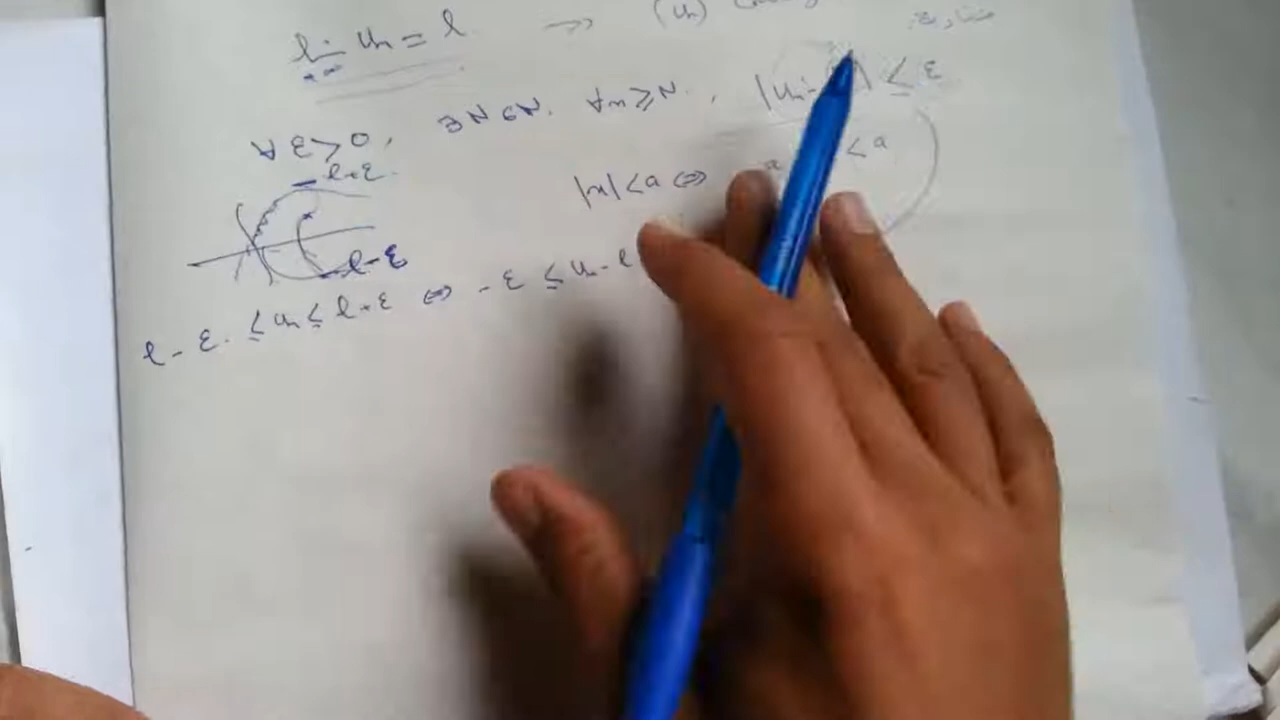 lim uₙ = l → (uₙ)
+∞
∀ ε > 0, ∃ N ∈ ℕ. ∀ n ≥ N, |uₙ - | ≤ ε
l+ε
|x| < a ⇔ < a
l-ε
l - ε ≤ uₙ ≤ l + ε ⇔ - ε ≤ uₙ - l